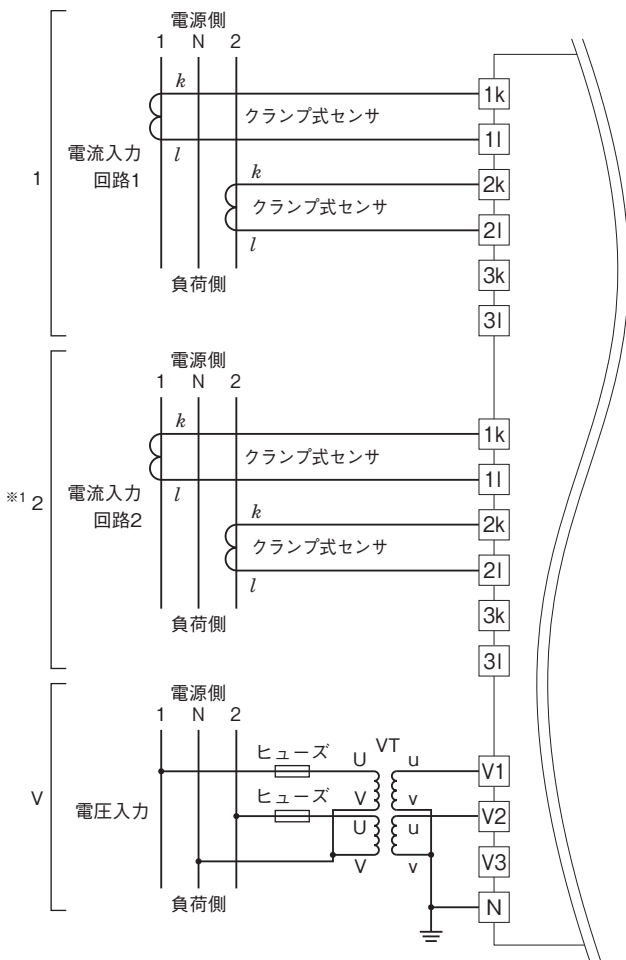 電源側
1 N 2
k
クランプ式センサ
1k
電流入力
回路1
l
1l
1
k
クランプ式センサ
2k
l
2l
3k
負荷側
3l
電源側
1 N 2
k
クランプ式センサ
1k
※1 2
電流入力
回路2
l
1l
k
クランプ式センサ
2k
l
2l
3k
負荷側
3l
電源側
1 N 2
ヒューズ U VT u V1
V
電圧入力
ヒューズ V v
U u V2
V v V3
負荷側
N